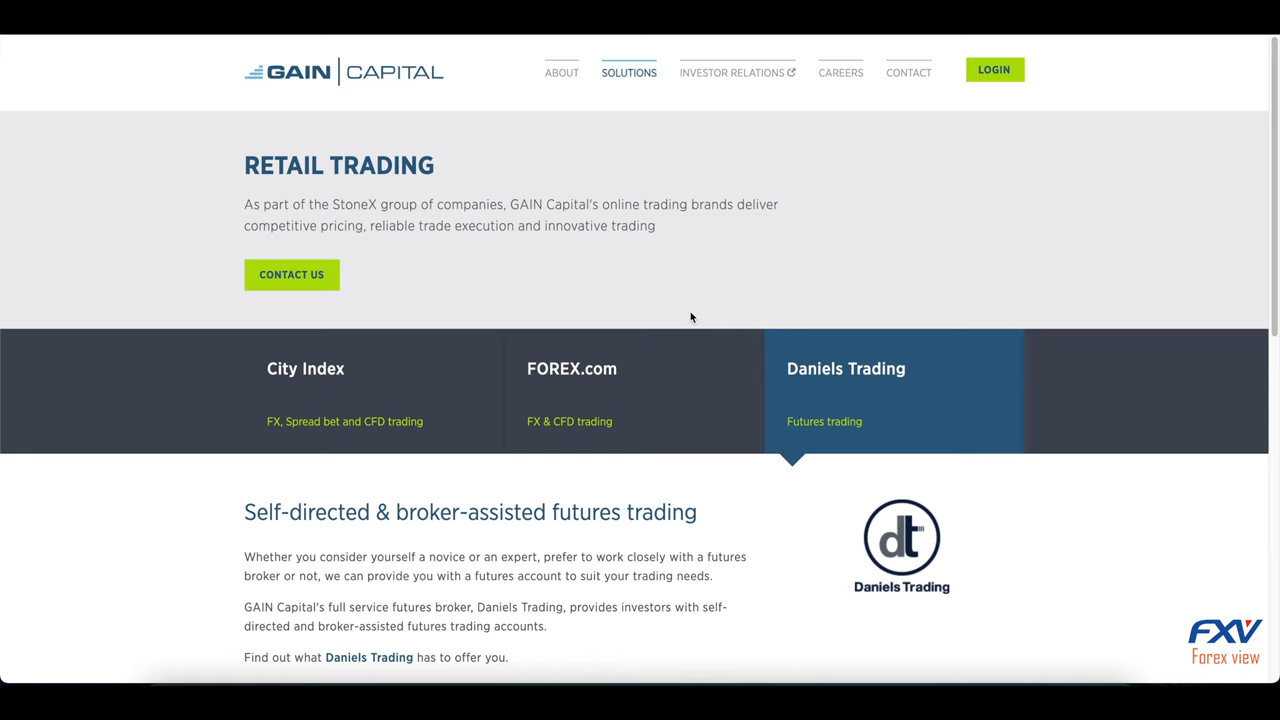 GAIN CAPITAL
ABOUT
SOLUTIONS
INVESTOR RELATIONS
CAREERS
CONTACT
LOGIN
RETAIL TRADING
As part of the StoneX group of companies, GAIN Capital's online trading brands deliver
competitive pricing, reliable trade execution and innovative trading
CONTACT US
City Index
FX, Spread bet and CFD trading
FOREX.com
FX & CFD trading
Daniels Trading
Futures trading
Self-directed & broker-assisted futures trading
Whether you consider yourself a novice or an expert, prefer to work closely with a futures
broker or not, we can provide you with a futures account to suit your trading needs.
GAIN Capital's full service futures broker, Daniels Trading, provides investors with self-
directed and broker-assisted futures trading accounts.
Find out what Daniels Trading has to offer you.
dt
Daniels Trading
FXV
Forex view